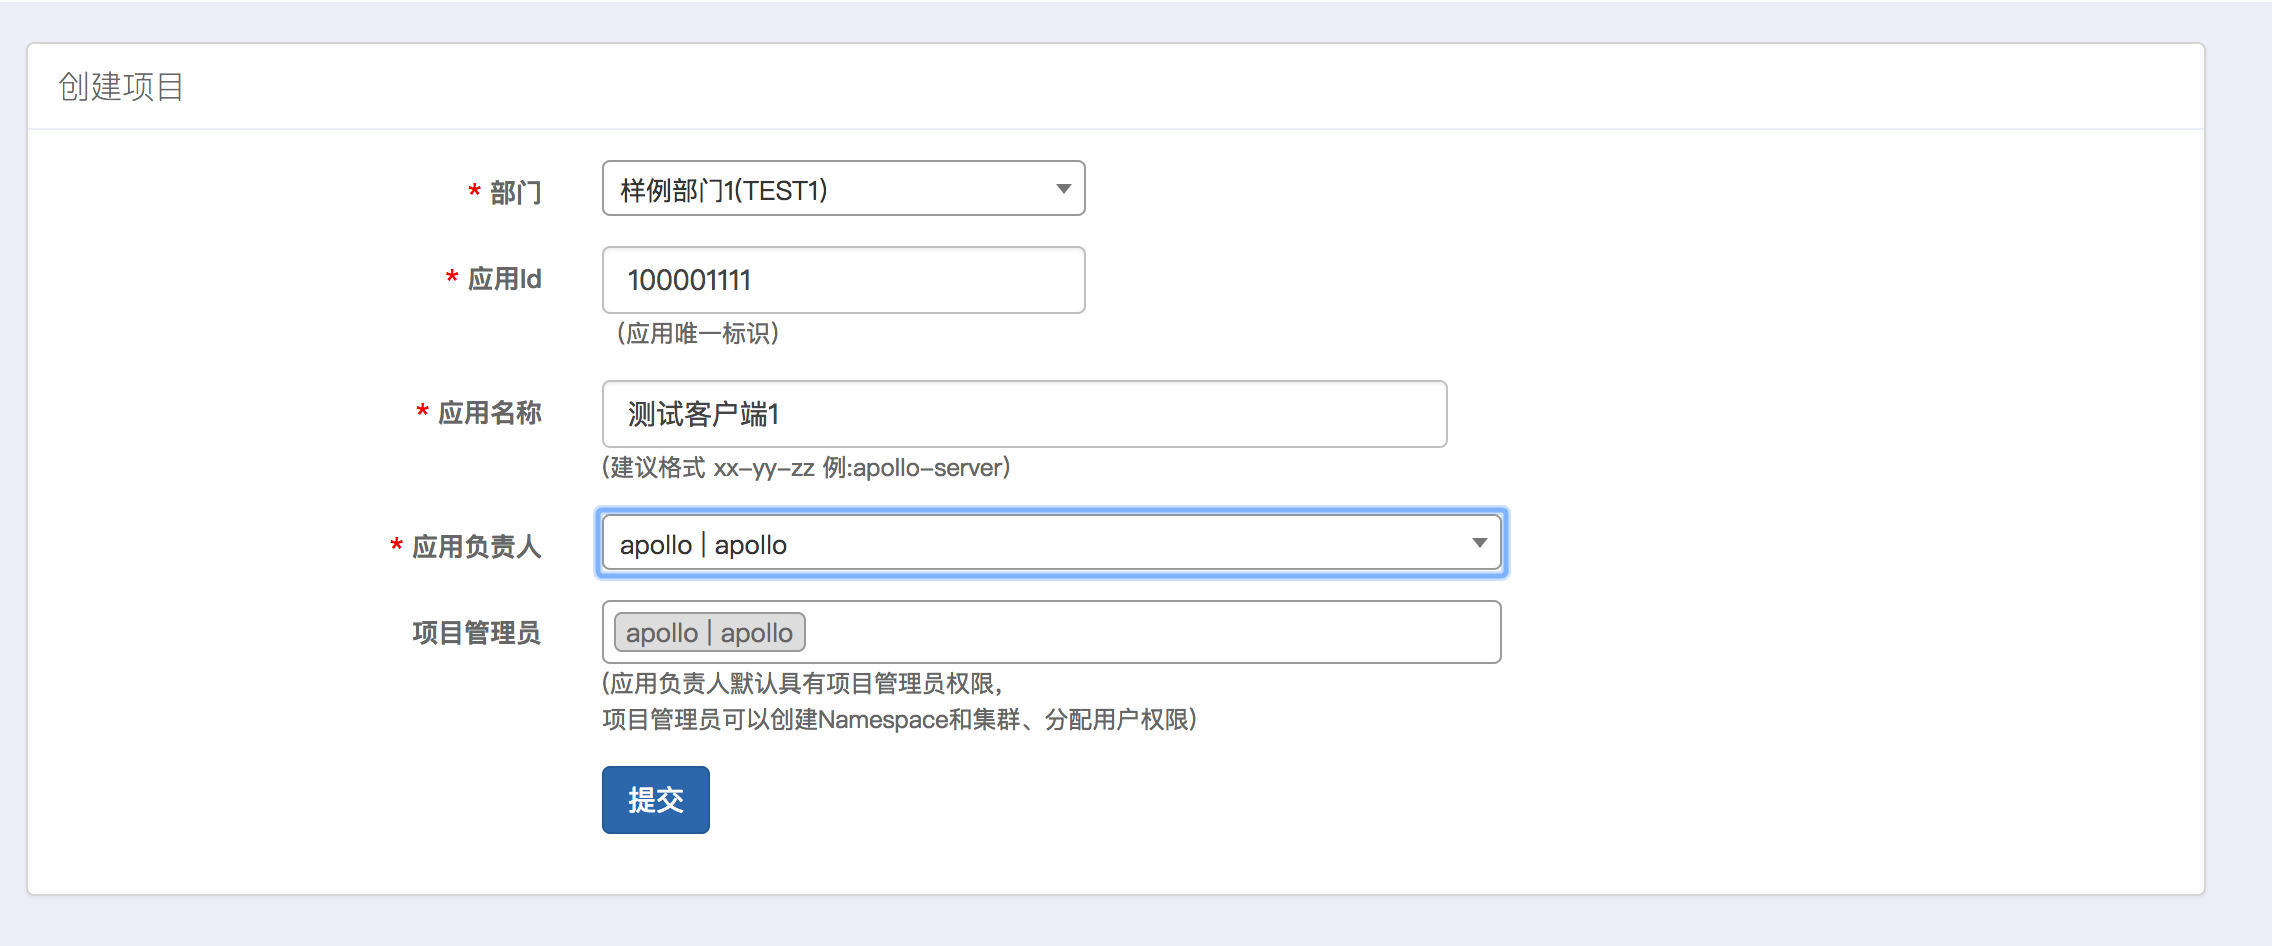 创建项目
* 部门
样例部门1(TEST1)
* 应用Id
100001111
(应用唯一标识)
* 应用名称
测试客户端1
(建议格式 xx-yy-zz 例:apollo-server)
* 应用负责人
apollo | apollo
项目管理员
apollo | apollo
(应用负责人默认具有项目管理员权限，
项目管理员可以创建Namespace和集群、分配用户权限)
提交